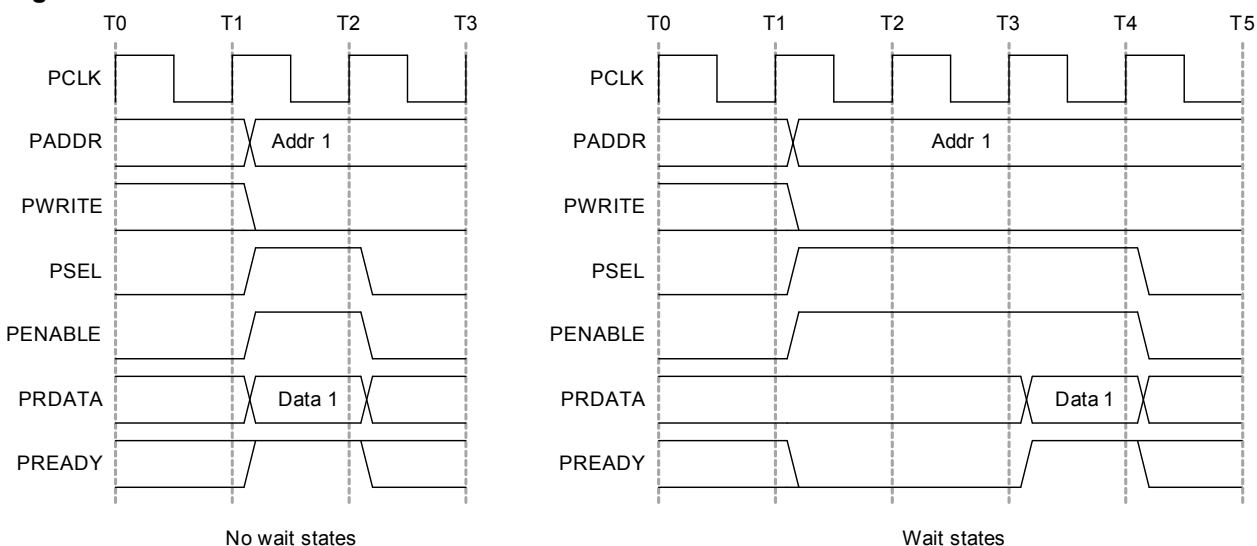 T0 T1 T2 T3
PCLK
PADDR Addr 1
PWRITE
PSEL
PENABLE
PRDATA Data 1
PREADY
No wait states
T0 T1 T2 T3 T4 T5
PCLK
PADDR Addr 1
PWRITE
PSEL
PENABLE
PRDATA Data 1
PREADY
Wait states